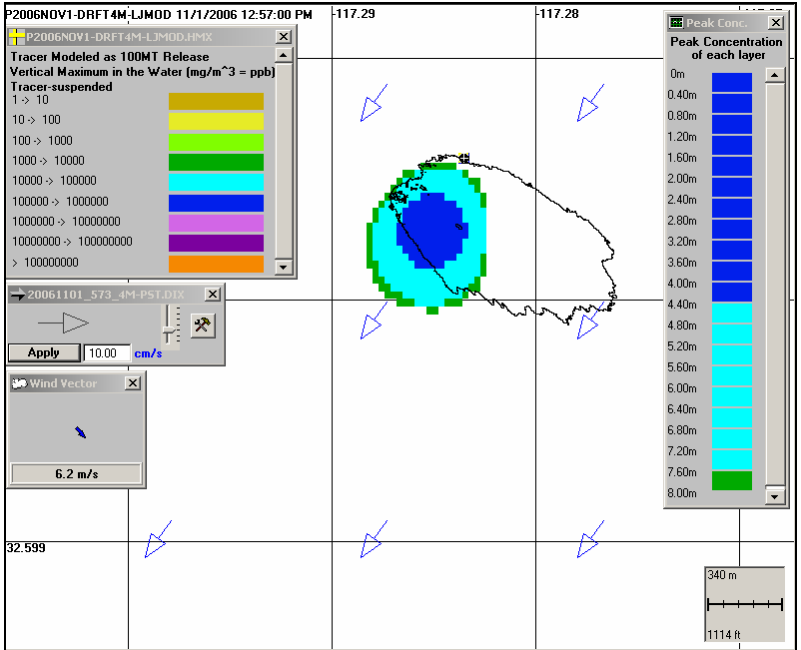 P2006NOV1-DRFT4M-LJMOD 11/1/2006 12:57:00 PM
-117.29
-117.28
P2006NOV1-DRFT4M-LJMOD.HMX
Tracer Modeled as 100MT Release
Vertical Maximum in the Water (mg/m^3 = ppb)
Tracer-suspended
1 -> 10
10 -> 100
100 -> 1000
1000 -> 10000
10000 -> 100000
100000 -> 1000000
1000000 -> 10000000
10000000 -> 100000000
> 100000000
20061101_573_4M-PST.DIX
Apply
10.00
cm/s
Wind Vector
6.2 m/s
32.599
Peak Conc.
Peak Concentration
of each layer
0m
0.40m
0.80m
1.20m
1.60m
2.00m
2.40m
2.80m
3.20m
3.60m
4.00m
4.40m
4.80m
5.20m
5.60m
6.00m
6.40m
6.80m
7.20m
7.60m
8.00m
340 m
1114 ft